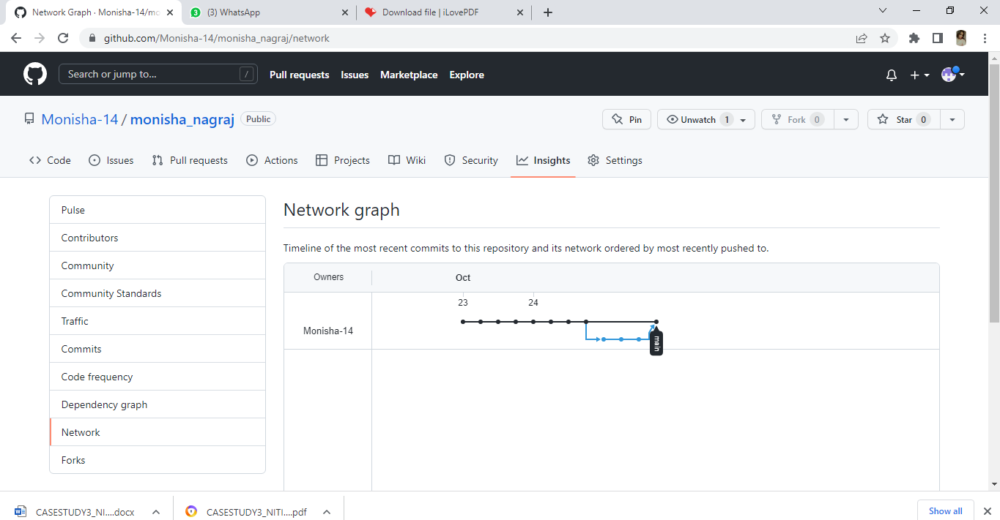 Network Graph · Monisha-14/mo
(3) WhatsApp
Download file | iLovePDF
github.com/Monisha-14/monisha_nagraj/network
Search or jump to... /
Pull requests Issues Marketplace Explore
Monisha-14 / monisha_nagraj Public
Pin Unwatch 1 Fork 0 Star 0
Code Issues Pull requests Actions Projects Wiki Security Insights Settings
Pulse
Contributors
Community
Community Standards
Traffic
Commits
Code frequency
Dependency graph
Network
Forks
Network graph
Timeline of the most recent commits to this repository and its network ordered by most recently pushed to.
Owners Oct
23 24
Monisha-14
main
CASESTUDY3_NI....docx CASESTUDY3_NITI....pdf Show all